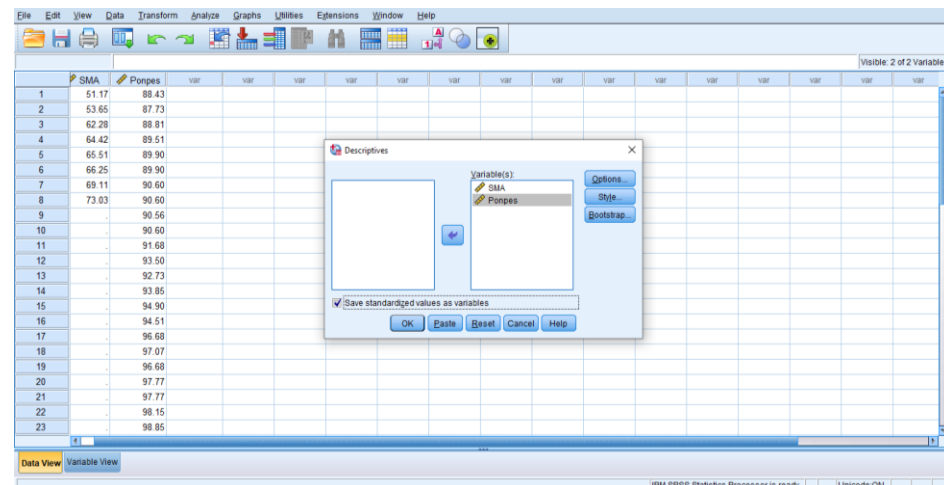 File Edit View Data Transform Analyze Graphs Utilities Extensions Window Help
Visible: 2 of 2 Variable
SMA Ponpes var var var var var var var var var var var var var var
1 51.17 88.43
2 53.65 87.73
3 62.28 88.81
4 64.42 89.51
5 65.51 89.90
6 66.25 89.90
7 69.11 90.60
8 73.03 90.60
9 . 90.56
10 . 90.60
11 . 91.68
12 . 93.50
13 . 92.73
14 . 93.85
15 . 94.90
16 . 94.51
17 . 96.68
18 . 97.07
19 . 96.68
20 . 97.77
21 . 97.77
22 . 98.15
23 . 98.85
Descriptives
Variable(s):
SMA
Ponpes
Options...
Style...
Bootstrap...
Save standardized values as variables
OK Paste Reset Cancel Help
Data View Variable View
IBM SPSS Statistics Processor is ready Unicode:ON